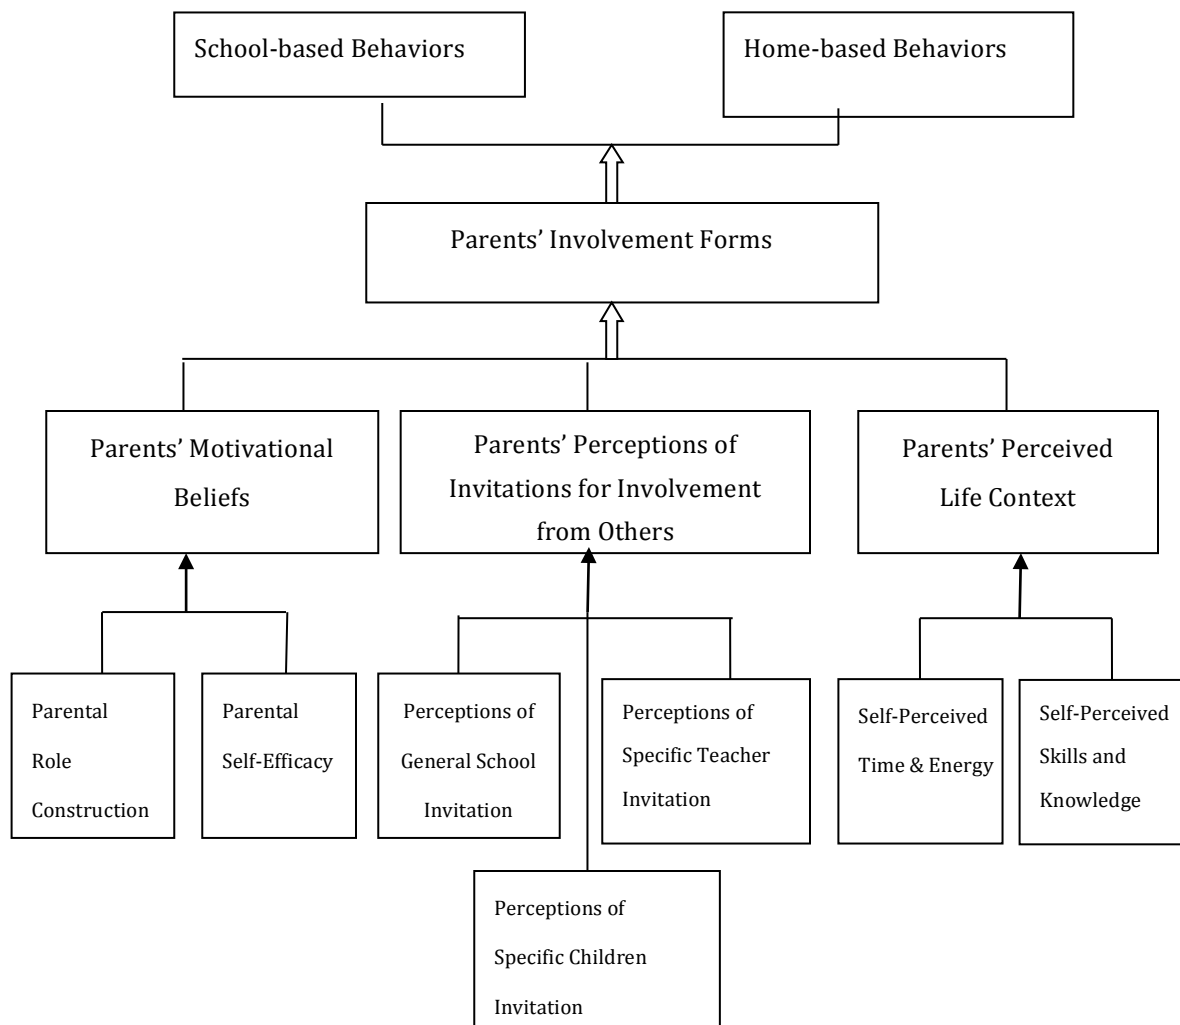 School-based Behaviors
Home-based Behaviors
Parents’ Involvement Forms
Parents’ Motivational
Beliefs
Parents’ Perceptions of
Invitations for Involvement
from Others
Parents’ Perceived
Life Context
Parental
Role
Construction
Parental
Self-Efficacy
Perceptions of
General School
Invitation
Perceptions of
Specific Teacher
Invitation
Self-Perceived
Time & Energy
Self-Perceived
Skills and
Knowledge
Perceptions of
Specific Children
Invitation